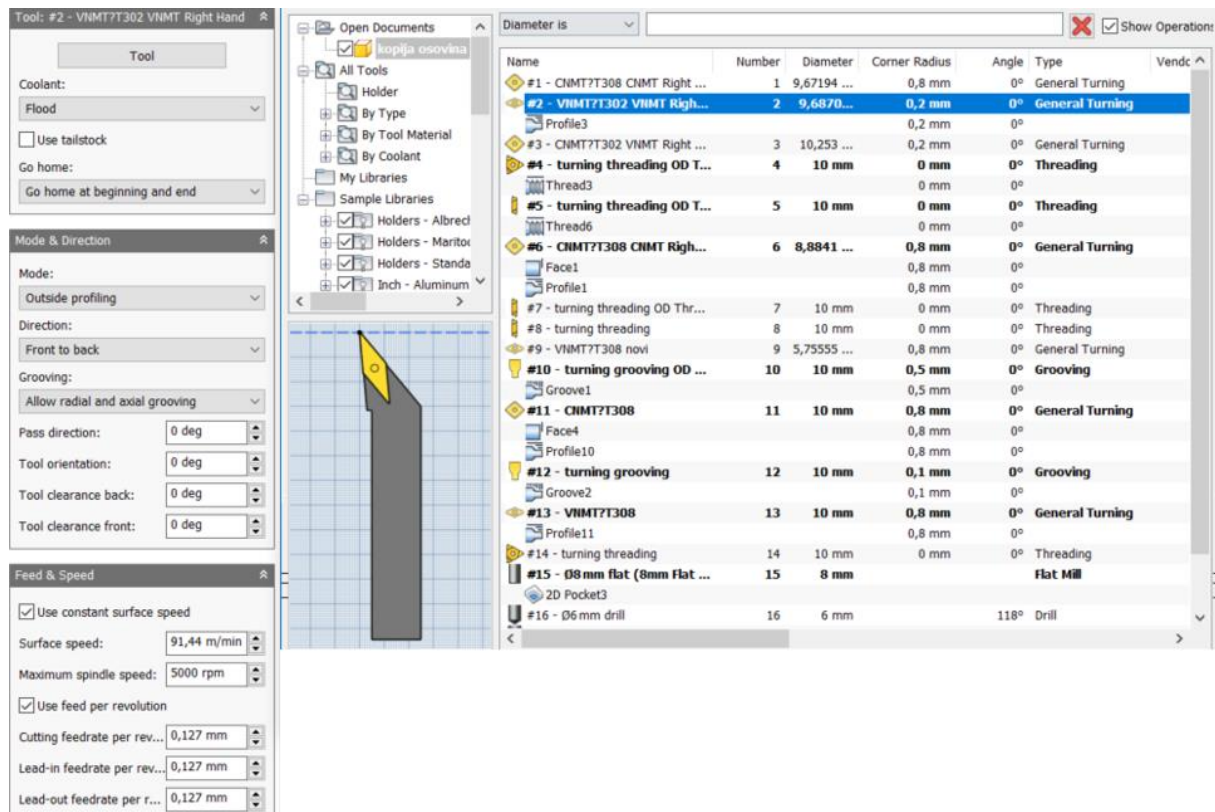 Tool: #2 - VNMT?T302 VNMT Right Hand
Tool
Coolant:
Flood
Use tailstock
Go home:
Go home at beginning and end
Mode & Direction
Mode:
Outside profiling
Direction:
Front to back
Grooving:
Allow radial and axial grooving
Pass direction: 0 deg
Tool orientation: 0 deg
Tool clearance back: 0 deg
Tool clearance front: 0 deg
Feed & Speed
Use constant surface speed
Surface speed: 91,44 m/min
Maximum spindle speed: 5000 rpm
Use feed per revolution
Cutting feedrate per rev... 0,127 mm
Lead-in feedrate per rev... 0,127 mm
Lead-out feedrate per r... 0,127 mm
Open Documents
kopija osovina
All Tools
Holder
By Type
By Tool Material
By Coolant
My Libraries
Sample Libraries
Holders - Albrecl
Holders - Marito
Holders - Standa
Inch - Aluminum
Diameter is Show Operation
Name Number Diameter Corner Radius Angle Type Vendo
#1 - CNMT?T308 CNMT Right ... 1 9,67194 ... 0,8 mm 0° General Turning
#2 - VNMT?T302 VNMT Righ... 2 9,6870... 0,2 mm 0° General Turning
Profile3 0,2 mm 0°
#3 - CNMT?T302 VNMT Right ... 3 10,253 ... 0,2 mm 0° General Turning
#4 - turning threading OD T... 4 10 mm 0 mm 0° Threading
Thread3 0 mm 0°
#5 - turning threading OD T... 5 10 mm 0 mm 0° Threading
Thread6 0 mm 0°
#6 - CNMT?T308 CNMT Righ... 6 8,8841 ... 0,8 mm 0° General Turning
Face1 0,8 mm 0°
Profile1 0,8 mm 0°
#7 - turning threading OD Thr... 7 10 mm 0 mm 0° Threading
#8 - turning threading 8 10 mm 0 mm 0° Threading
#9 - VNMT?T308 novi 9 5,75555 ... 0,8 mm 0° General Turning
#10 - turning grooving OD ... 10 10 mm 0,5 mm 0° Grooving
Groove1 0,5 mm 0°
#11 - CNMT?T308 11 10 mm 0,8 mm 0° General Turning
Face4 0,8 mm 0°
Profile10 0,8 mm 0°
#12 - turning grooving 12 10 mm 0,1 mm 0° Grooving
Groove2 0,1 mm 0°
#13 - VNMT?T308 13 10 mm 0,8 mm 0° General Turning
Profile11 0,8 mm 0°
#14 - turning threading 14 10 mm 0 mm 0° Threading
#15 - Ø8 mm flat (8mm Flat ... 15 8 mm Flat Mill
2D Pocket3
#16 - Ø6 mm drill 16 6 mm 118° Drill